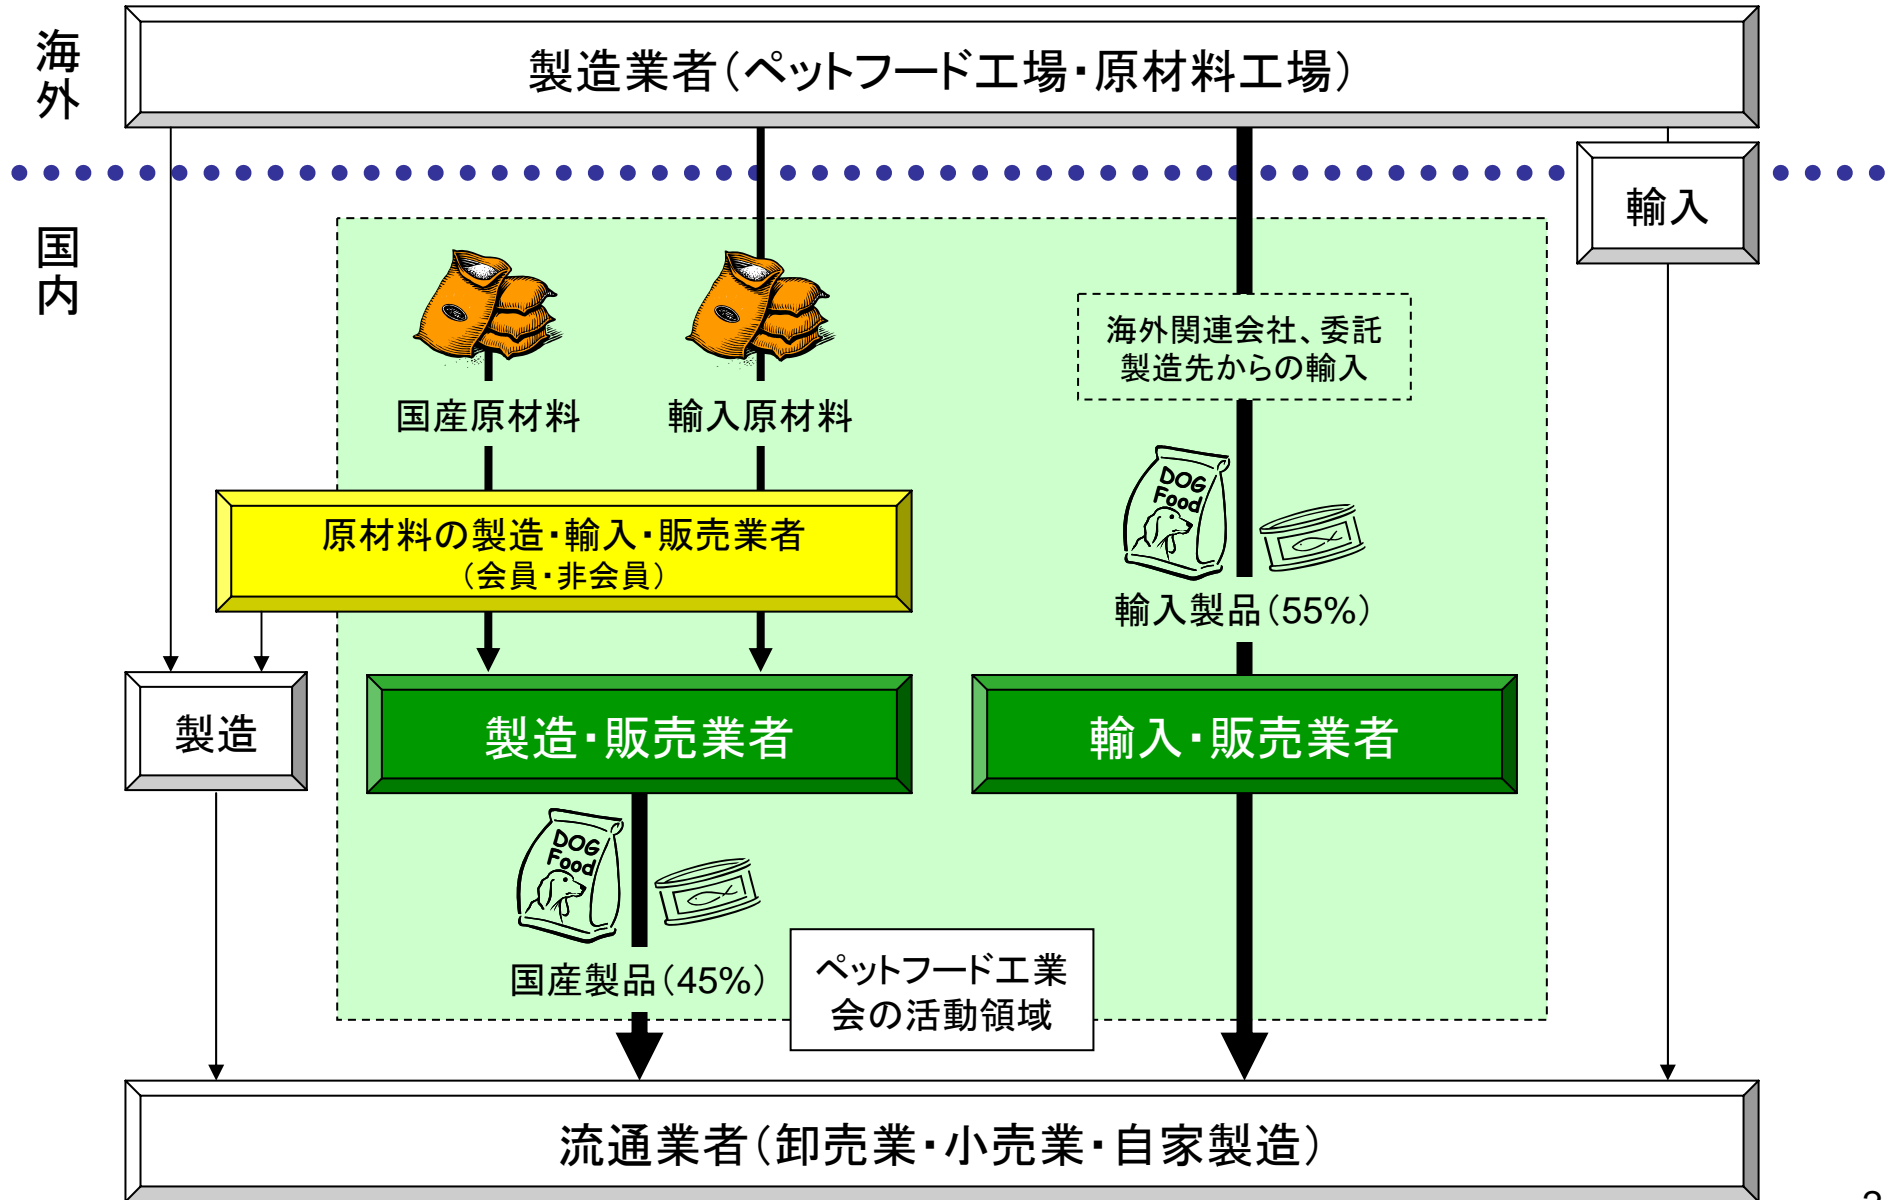 海外
製造業者（ペットフード工場・原材料工場）
国内
輸入
海外関連会社、委託
製造先からの輸入
国産原材料
輸入原材料
DOG
Food
原材料の製造・輸入・販売業者
（会員・非会員）
輸入製品（55%）
製造
製造・販売業者
輸入・販売業者
DOG
Food
国産製品（45%）
ペットフード工業
会の活動領域
流通業者（卸売業・小売業・自家製造）